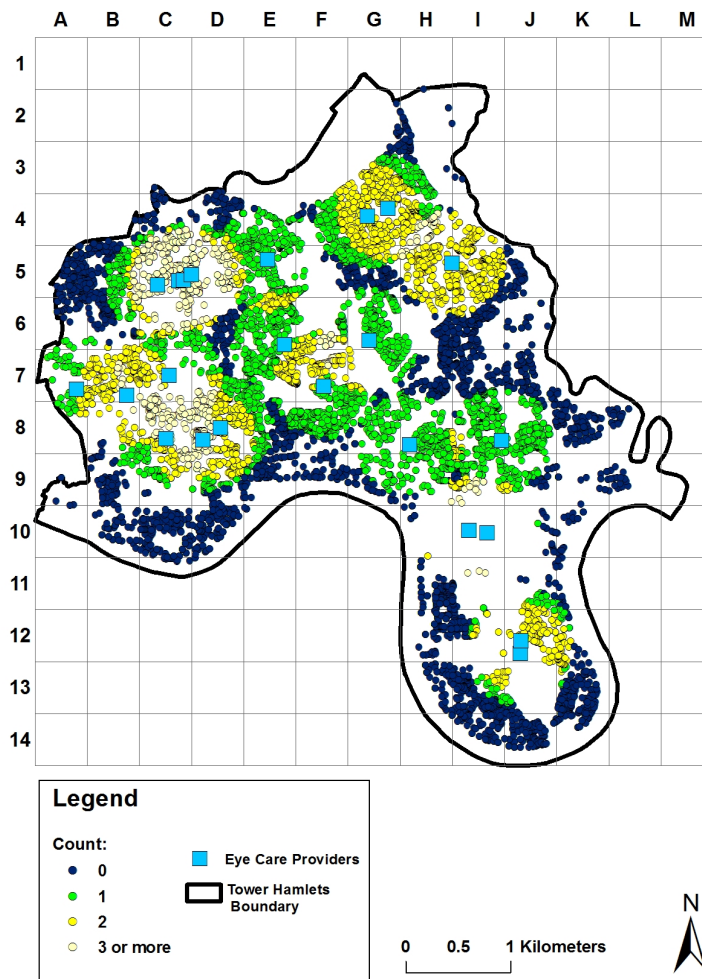 A B C D E F G H I J K L M
1
2
3
4
5
6
7
8
9
10
11
12
13
14
Legend
Count:
0
1
2
3 or more
Eye Care Providers
Tower Hamlets
Boundary
N
0 0.5 1 Kilometers